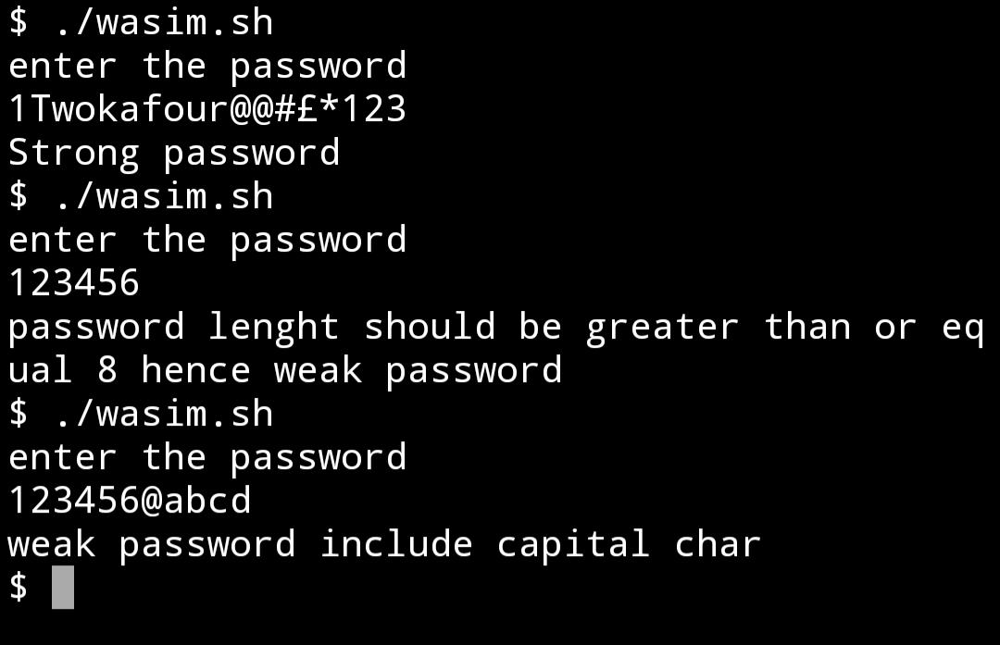 $ ./wasim.sh
enter the password
1Twokafour@@#£*123
Strong password
$ ./wasim.sh
enter the password
123456
password lenght should be greater than or eq
ual 8 hence weak password
$ ./wasim.sh
enter the password
123456@abcd
weak password include capital char
$